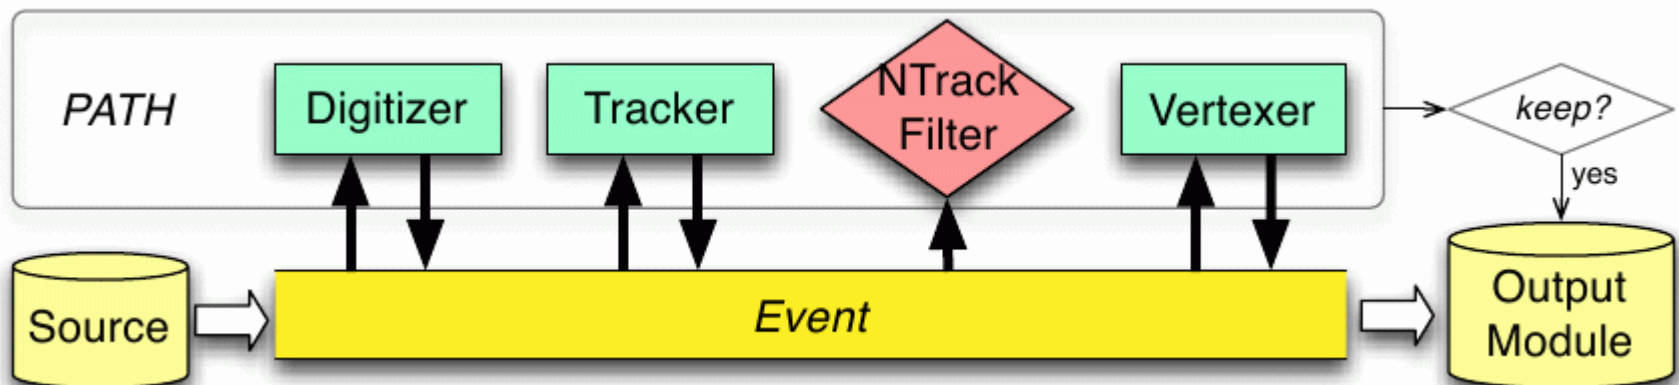 PATH
Digitizer
Tracker
NTrack
Filter
Vertexer
keep?
yes
Source
Event
Output
Module